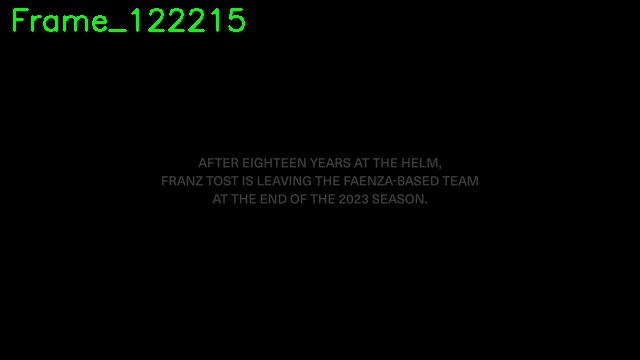 Frame_122215
AFTER EIGHTEEN YEARS AT THE HELM,
FRANZ TOST IS LEAVING THE FAENZA-BASED TEAM
AT THE END OF THE 2023 SEASON.